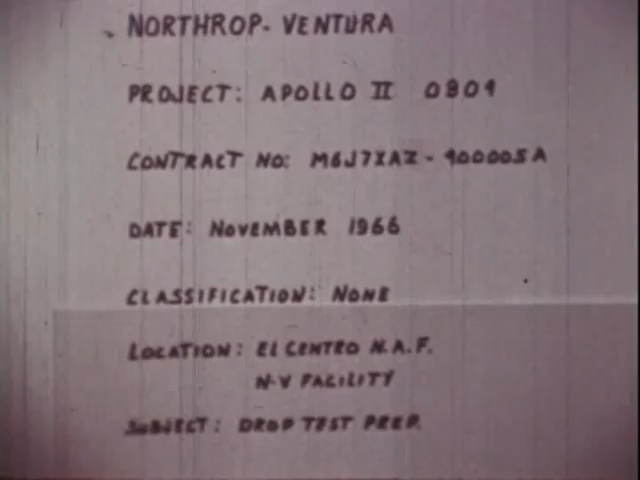 NORTHROP-VENTURA
PROJECT: APOLLO II 0809
CONTRACT NO: M6J7XAZ-400005A
DATE: NOVEMBER 1966
CLASSIFICATION: NONE
LOCATION: EL CENTRO N.A.F.
N-V FACILITY
SUBJECT: DROP TEST PREP.